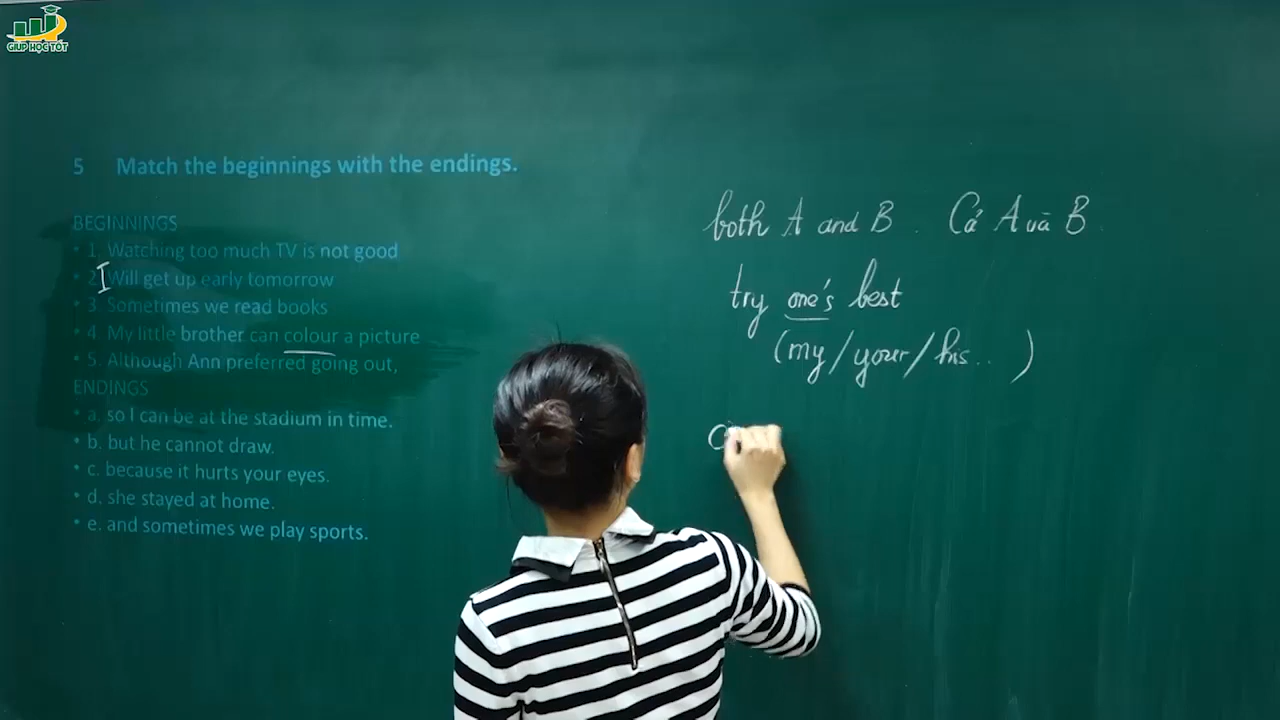 GIUP HỌC TỐT
5 Match the beginnings with the endings.
BEGINNINGS
• 1. Watching too much TV is not good
• 2. I Will get up early tomorrow
• 3. Sometimes we read books
• 4. My little brother can colour a picture
• 5. Although Ann preferred going out,
ENDINGS
• a. so I can be at the stadium in time.
• b. but he cannot draw.
• c. because it hurts your eyes.
• d. she stayed at home.
• e. and sometimes we play sports.
both A and B . Cả A và B .
try one's best
(my/your/his.. )